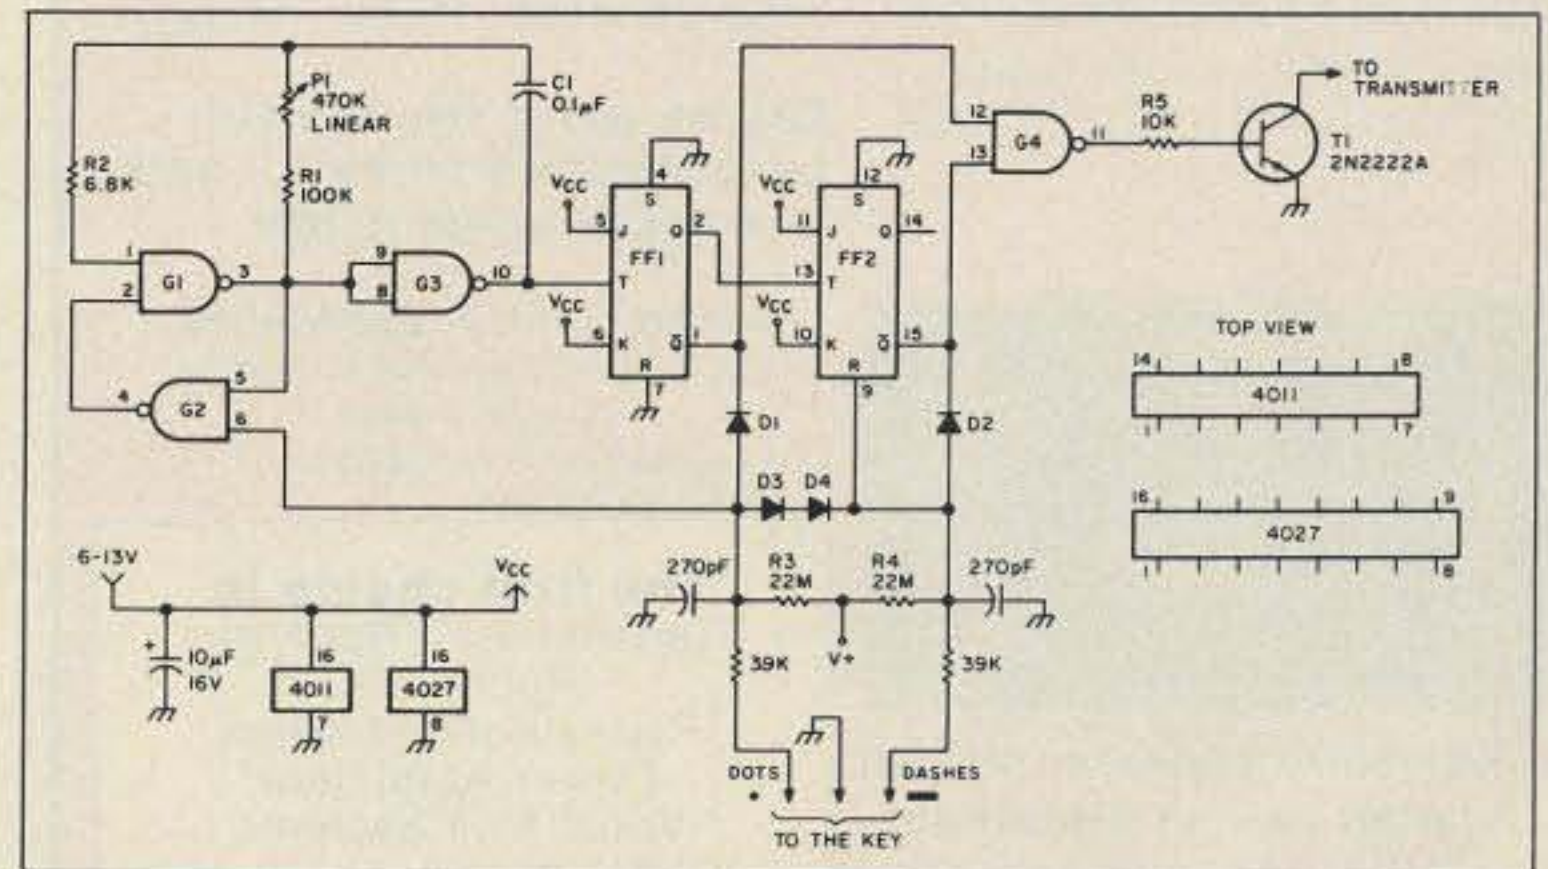 P1
470K
LINEAR
C1
0.1µF
R2
6.8K
R1
100K
1
2
G1
3
9
8
G3
10
4
G2
5
6
VCC
VCC
4
S
5
J
Q
2
FF1
T
6
K
Q̅
1
R
7
VCC
VCC
12
S
11
J
Q
14
FF2
13
T
10
K
Q̅
15
R
9
12
13
G4
11
R5
10K
TO
TRANSMITTER
T1
2N2222A
D1
D2
D3
D4
TOP VIEW
14
8
4011
1
7
16
9
4027
1
8
6-13V
VCC
+
10µF
16V
16
4011
7
16
4027
8
270pF
R3
22M
R4
22M
270pF
V+
39K
39K
DOTS
DASHES
TO THE KEY